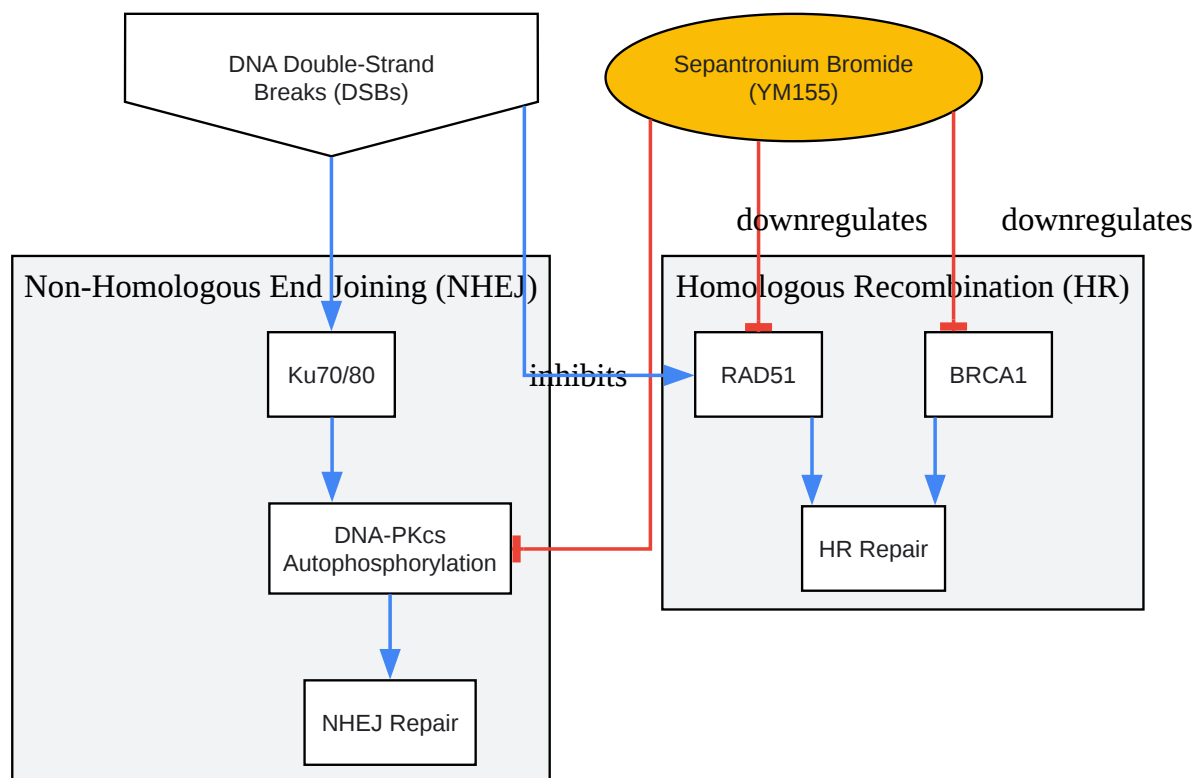 DNA Double-Strand
Breaks (DSBs)
Sepantronium Bromide
(YM155)
downregulates
downregulates
Non-Homologous End Joining (NHEJ)
Homologous Recombination (HR)
Ku70/80
inhibits
RAD51
BRCA1
DNA-PKcs
Autophosphorylation
HR Repair
NHEJ Repair